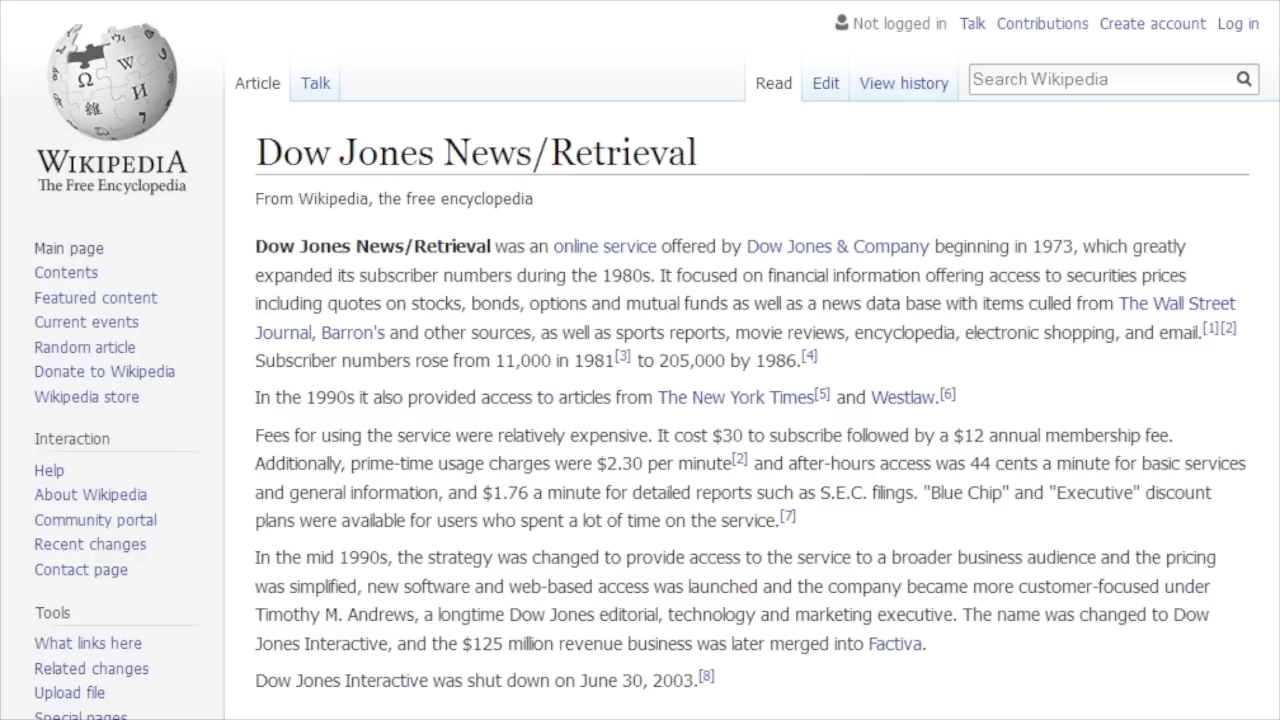 Not logged in Talk Contributions Create account Log in
Article Talk Read Edit View history Search Wikipedia
WIKIPEDIA
The Free Encyclopedia
Main page
Contents
Featured content
Current events
Random article
Donate to Wikipedia
Wikipedia store
Interaction
Help
About Wikipedia
Community portal
Recent changes
Contact page
Tools
What links here
Related changes
Upload file
Special pages
Dow Jones News/Retrieval
From Wikipedia, the free encyclopedia
Dow Jones News/Retrieval was an online service offered by Dow Jones & Company beginning in 1973, which greatly
expanded its subscriber numbers during the 1980s. It focused on financial information offering access to securities prices
including quotes on stocks, bonds, options and mutual funds as well as a news data base with items culled from The Wall Street
Journal, Barron's and other sources, as well as sports reports, movie reviews, encyclopedia, electronic shopping, and email.[1][2]
Subscriber numbers rose from 11,000 in 1981[3] to 205,000 by 1986.[4]
In the 1990s it also provided access to articles from The New York Times[5] and Westlaw.[6]
Fees for using the service were relatively expensive. It cost $30 to subscribe followed by a $12 annual membership fee.
Additionally, prime-time usage charges were $2.30 per minute[2] and after-hours access was 44 cents a minute for basic services
and general information, and $1.76 a minute for detailed reports such as S.E.C. filings. "Blue Chip" and "Executive" discount
plans were available for users who spent a lot of time on the service.[7]
In the mid 1990s, the strategy was changed to provide access to the service to a broader business audience and the pricing
was simplified, new software and web-based access was launched and the company became more customer-focused under
Timothy M. Andrews, a longtime Dow Jones editorial, technology and marketing executive. The name was changed to Dow
Jones Interactive, and the $125 million revenue business was later merged into Factiva.
Dow Jones Interactive was shut down on June 30, 2003.[8]